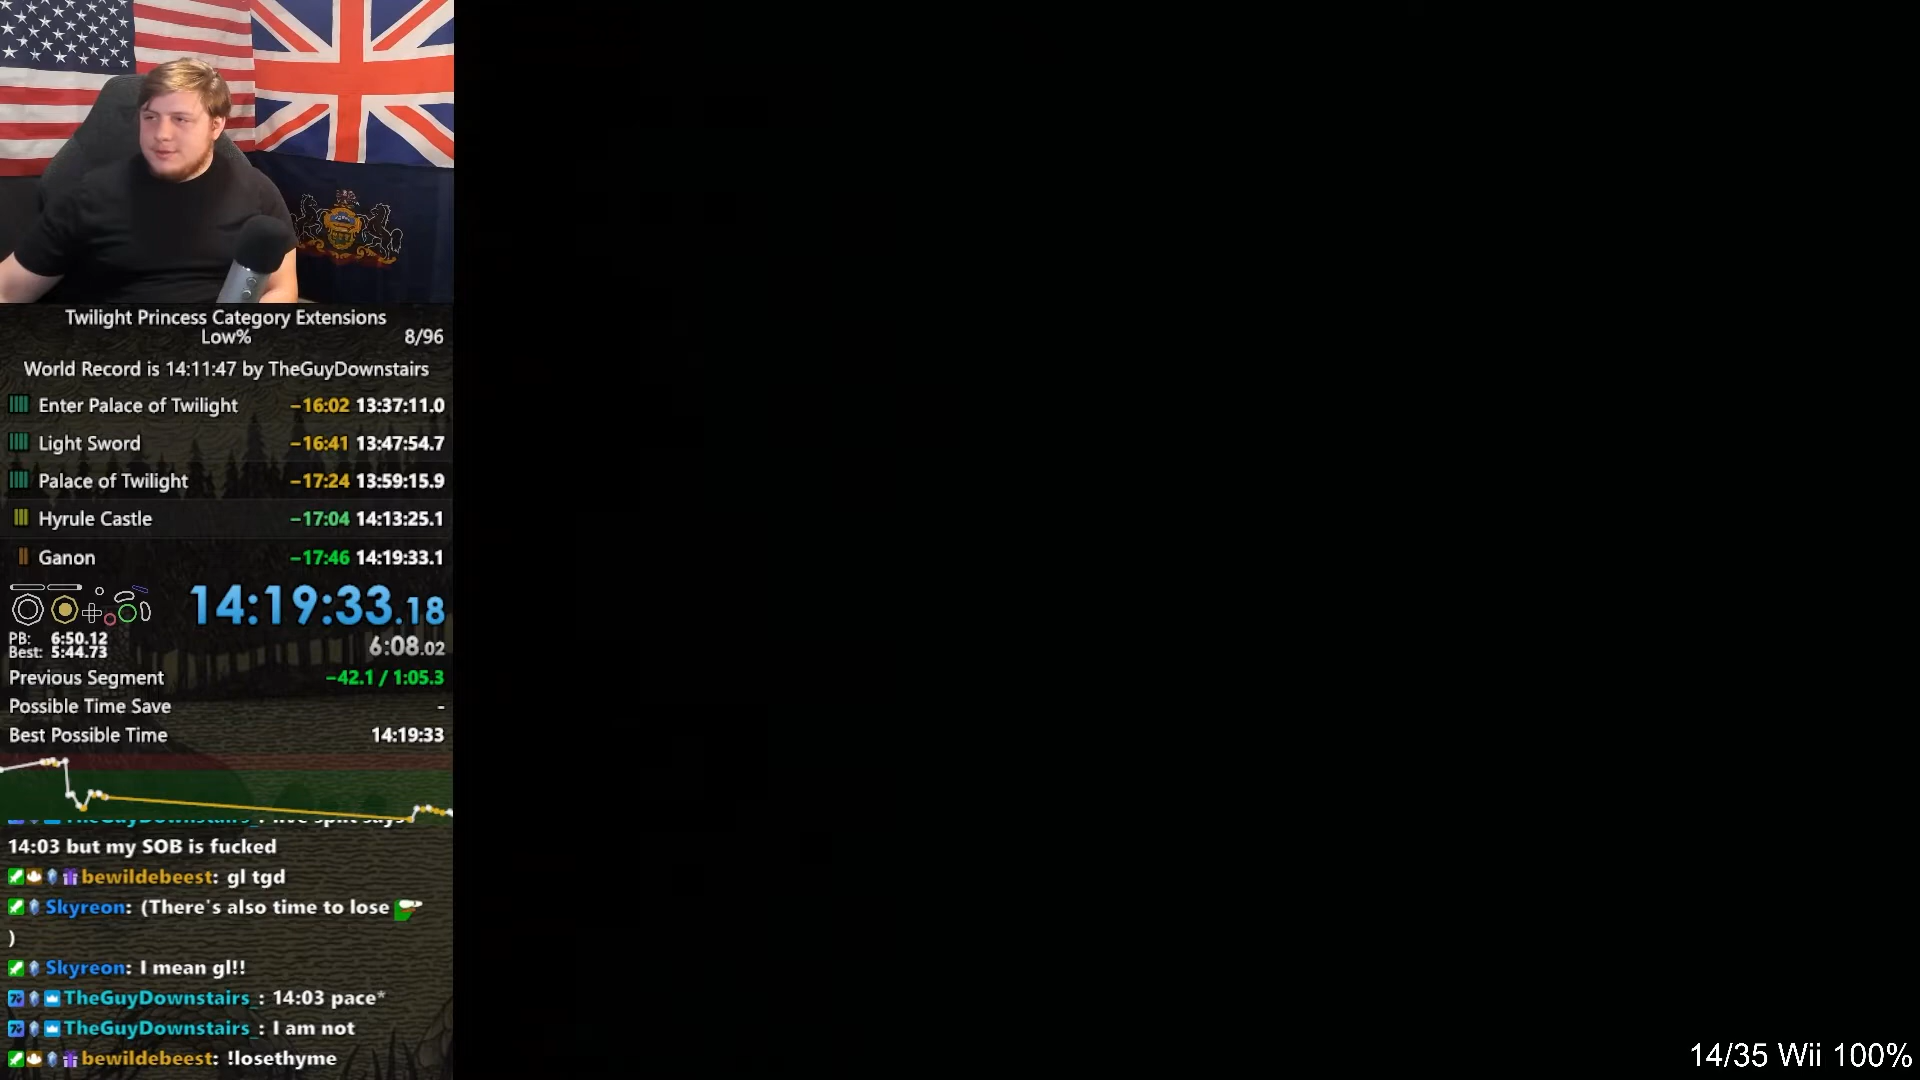 Twilight Princess Category Extensions
Low% 8/96
World Record is 14:11:47 by TheGuyDownstairs
Enter Palace of Twilight −16:02 13:37:11.0
Light Sword −16:41 13:47:54.7
Palace of Twilight −17:24 13:59:15.9
Hyrule Castle −17:04 14:13:25.1
Ganon −17:46 14:19:33.1
14:19:33.18
PB: 6:50.12
Best: 5:44.73
6:08.02
Previous Segment −42.1 / 1:05.3
Possible Time Save -
Best Possible Time 14:19:33
TheGuyDownstairs_: live split says
14:03 but my SOB is fucked
bewildebeest: gl tgd
Skyreon: (There's also time to lose
)
Skyreon: I mean gl!!
TheGuyDownstairs_: 14:03 pace*
TheGuyDownstairs_: I am not
bewildebeest: !losethyme
14/35 Wii 100%